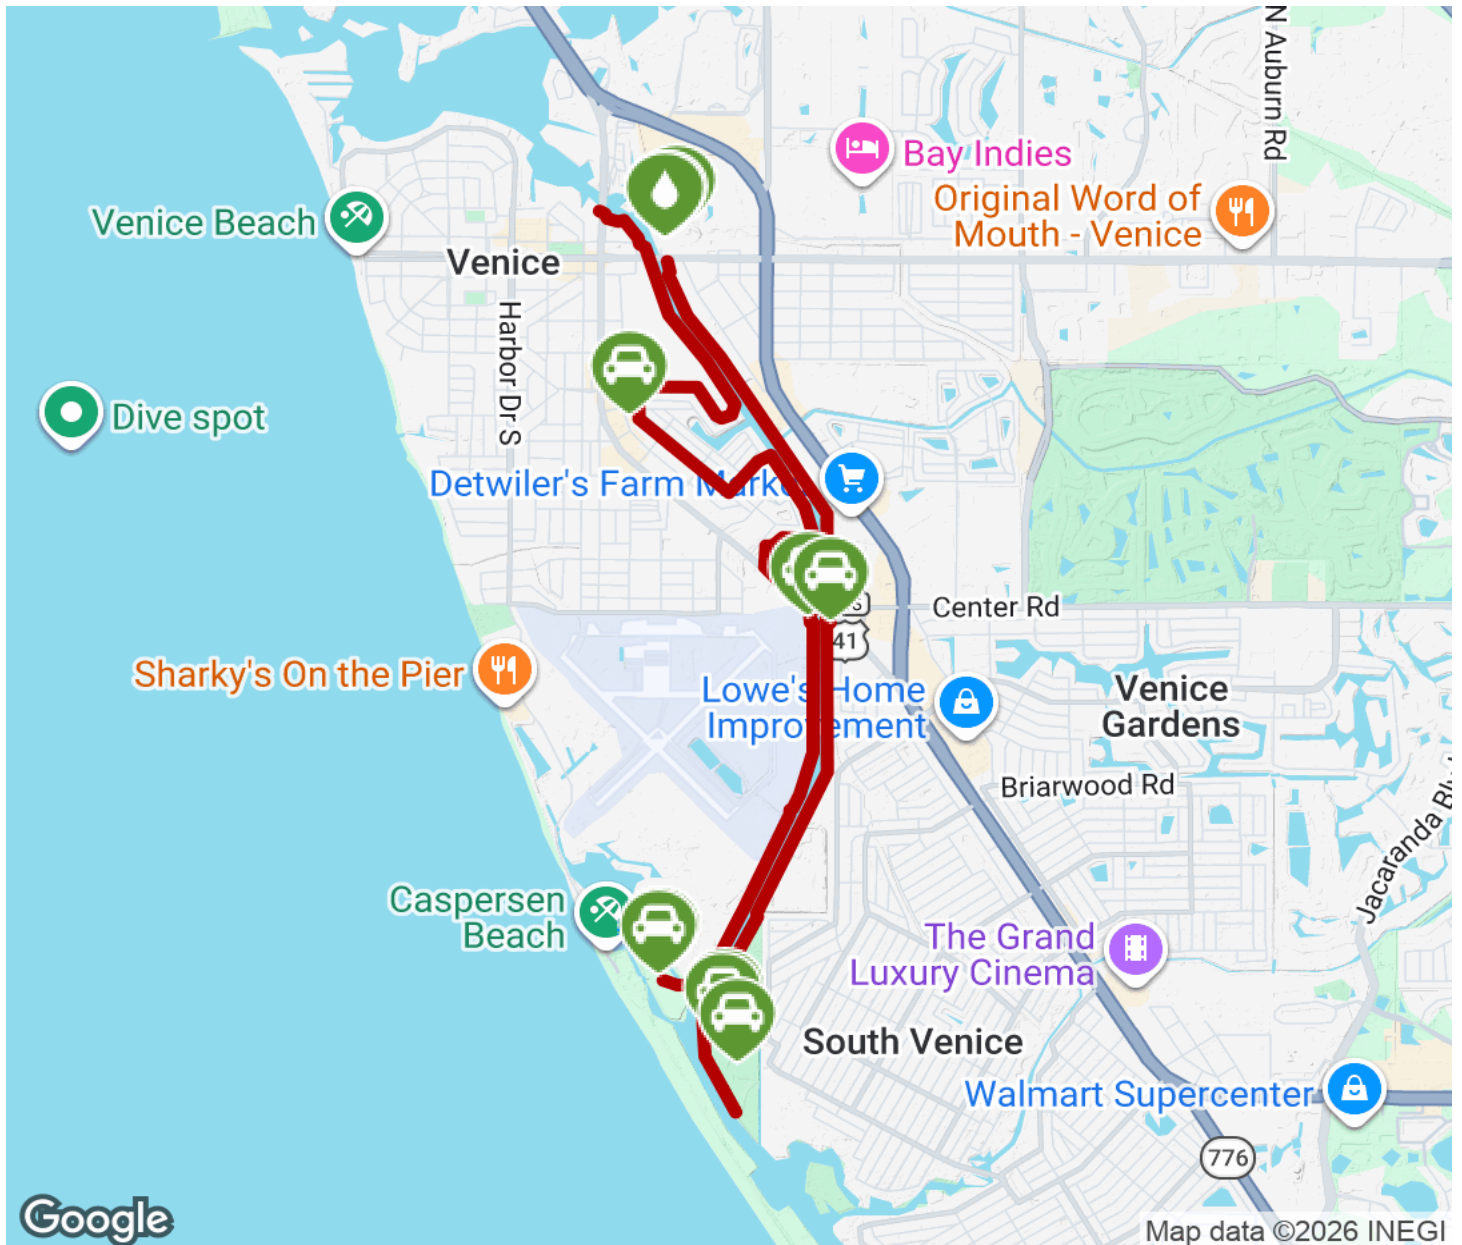 N Auburn Rd
Bay Indies
Original Word of
Mouth - Venice
Venice Beach
Venice
Harbor Dr S
Dive spot
Detwiler's Farm
Center Rd
41
Sharky's On the Pier
Lowe's Home
Improvement
Venice
Gardens
Briarwood Rd
Jacaranda
Caspersen
Beach
The Grand
Luxury Cinema
South Venice
Walmart Supercenter
776
Google
Map data ©2026 INEGI